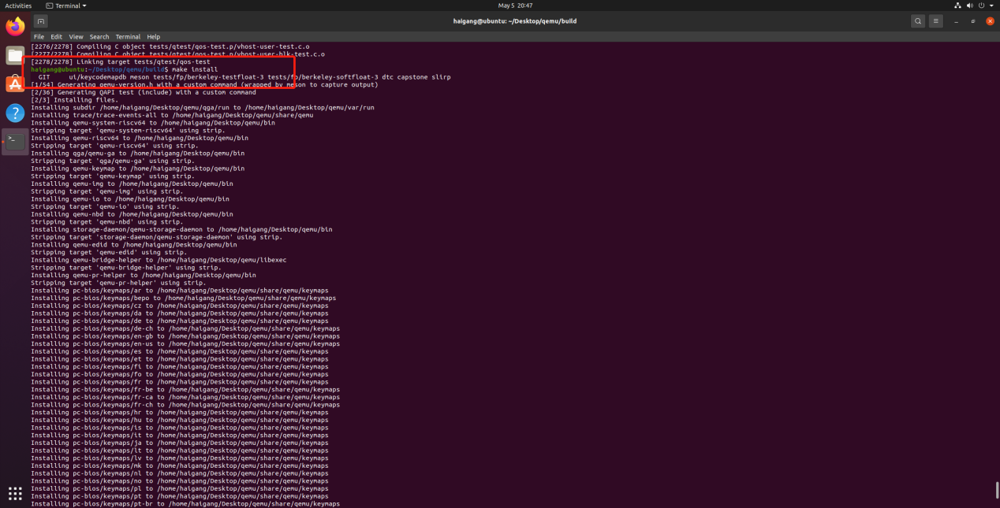 Activities Terminal May 5 20:47
haigang@ubuntu: ~/Desktop/qemu/build
File Edit View Search Terminal Help
[2276/2278] Compiling C object tests/qtest/qos-test.p/vhost-user-test.c.o
[2277/2278] Compiling C object tests/qtest/qos-test.p/vhost-user-blk-test.c.o
[2278/2278] Linking target tests/qtest/qos-test
haigang@ubuntu:~/Desktop/qemu/build$ make install
GIT ui/keycodemapdb meson tests/fp/berkeley-testfloat-3 tests/fp/berkeley-softfloat-3 dtc capstone slirp
[1/54] Generating qemu-version.h with a custom command (wrapped by meson to capture output)
[2/36] Generating QAPI test (include) with a custom command
[2/3] Installing files.
Installing subdir /home/haigang/Desktop/qemu/qga/run to /home/haigang/Desktop/qemu/var/run
Installing trace/trace-events-all to /home/haigang/Desktop/qemu/share/qemu
Installing qemu-system-riscv64 to /home/haigang/Desktop/qemu/bin
Stripping target 'qemu-system-riscv64' using strip.
Installing qemu-riscv64 to /home/haigang/Desktop/qemu/bin
Stripping target 'qemu-riscv64' using strip.
Installing qga/qemu-ga to /home/haigang/Desktop/qemu/bin
Stripping target 'qga/qemu-ga' using strip.
Installing qemu-keymap to /home/haigang/Desktop/qemu/bin
Stripping target 'qemu-keymap' using strip.
Installing qemu-img to /home/haigang/Desktop/qemu/bin
Stripping target 'qemu-img' using strip.
Installing qemu-io to /home/haigang/Desktop/qemu/bin
Stripping target 'qemu-io' using strip.
Installing qemu-nbd to /home/haigang/Desktop/qemu/bin
Stripping target 'qemu-nbd' using strip.
Installing storage-daemon/qemu-storage-daemon to /home/haigang/Desktop/qemu/bin
Stripping target 'storage-daemon/qemu-storage-daemon' using strip.
Installing qemu-edid to /home/haigang/Desktop/qemu/bin
Stripping target 'qemu-edid' using strip.
Installing qemu-bridge-helper to /home/haigang/Desktop/qemu/libexec
Stripping target 'qemu-bridge-helper' using strip.
Installing qemu-pr-helper to /home/haigang/Desktop/qemu/bin
Stripping target 'qemu-pr-helper' using strip.
Installing pc-bios/keymaps/ar to /home/haigang/Desktop/qemu/share/qemu/keymaps
Installing pc-bios/keymaps/bepo to /home/haigang/Desktop/qemu/share/qemu/keymaps
Installing pc-bios/keymaps/cz to /home/haigang/Desktop/qemu/share/qemu/keymaps
Installing pc-bios/keymaps/da to /home/haigang/Desktop/qemu/share/qemu/keymaps
Installing pc-bios/keymaps/de to /home/haigang/Desktop/qemu/share/qemu/keymaps
Installing pc-bios/keymaps/de-ch to /home/haigang/Desktop/qemu/share/qemu/keymaps
Installing pc-bios/keymaps/en-gb to /home/haigang/Desktop/qemu/share/qemu/keymaps
Installing pc-bios/keymaps/en-us to /home/haigang/Desktop/qemu/share/qemu/keymaps
Installing pc-bios/keymaps/es to /home/haigang/Desktop/qemu/share/qemu/keymaps
Installing pc-bios/keymaps/et to /home/haigang/Desktop/qemu/share/qemu/keymaps
Installing pc-bios/keymaps/fi to /home/haigang/Desktop/qemu/share/qemu/keymaps
Installing pc-bios/keymaps/fo to /home/haigang/Desktop/qemu/share/qemu/keymaps
Installing pc-bios/keymaps/fr to /home/haigang/Desktop/qemu/share/qemu/keymaps
Installing pc-bios/keymaps/fr-be to /home/haigang/Desktop/qemu/share/qemu/keymaps
Installing pc-bios/keymaps/fr-ca to /home/haigang/Desktop/qemu/share/qemu/keymaps
Installing pc-bios/keymaps/fr-ch to /home/haigang/Desktop/qemu/share/qemu/keymaps
Installing pc-bios/keymaps/hr to /home/haigang/Desktop/qemu/share/qemu/keymaps
Installing pc-bios/keymaps/hu to /home/haigang/Desktop/qemu/share/qemu/keymaps
Installing pc-bios/keymaps/is to /home/haigang/Desktop/qemu/share/qemu/keymaps
Installing pc-bios/keymaps/it to /home/haigang/Desktop/qemu/share/qemu/keymaps
Installing pc-bios/keymaps/ja to /home/haigang/Desktop/qemu/share/qemu/keymaps
Installing pc-bios/keymaps/lt to /home/haigang/Desktop/qemu/share/qemu/keymaps
Installing pc-bios/keymaps/lv to /home/haigang/Desktop/qemu/share/qemu/keymaps
Installing pc-bios/keymaps/mk to /home/haigang/Desktop/qemu/share/qemu/keymaps
Installing pc-bios/keymaps/nl to /home/haigang/Desktop/qemu/share/qemu/keymaps
Installing pc-bios/keymaps/no to /home/haigang/Desktop/qemu/share/qemu/keymaps
Installing pc-bios/keymaps/pl to /home/haigang/Desktop/qemu/share/qemu/keymaps
Installing pc-bios/keymaps/pt to /home/haigang/Desktop/qemu/share/qemu/keymaps
Installing pc-bios/keymaps/pt-br to /home/haigang/Desktop/qemu/share/qemu/keymaps